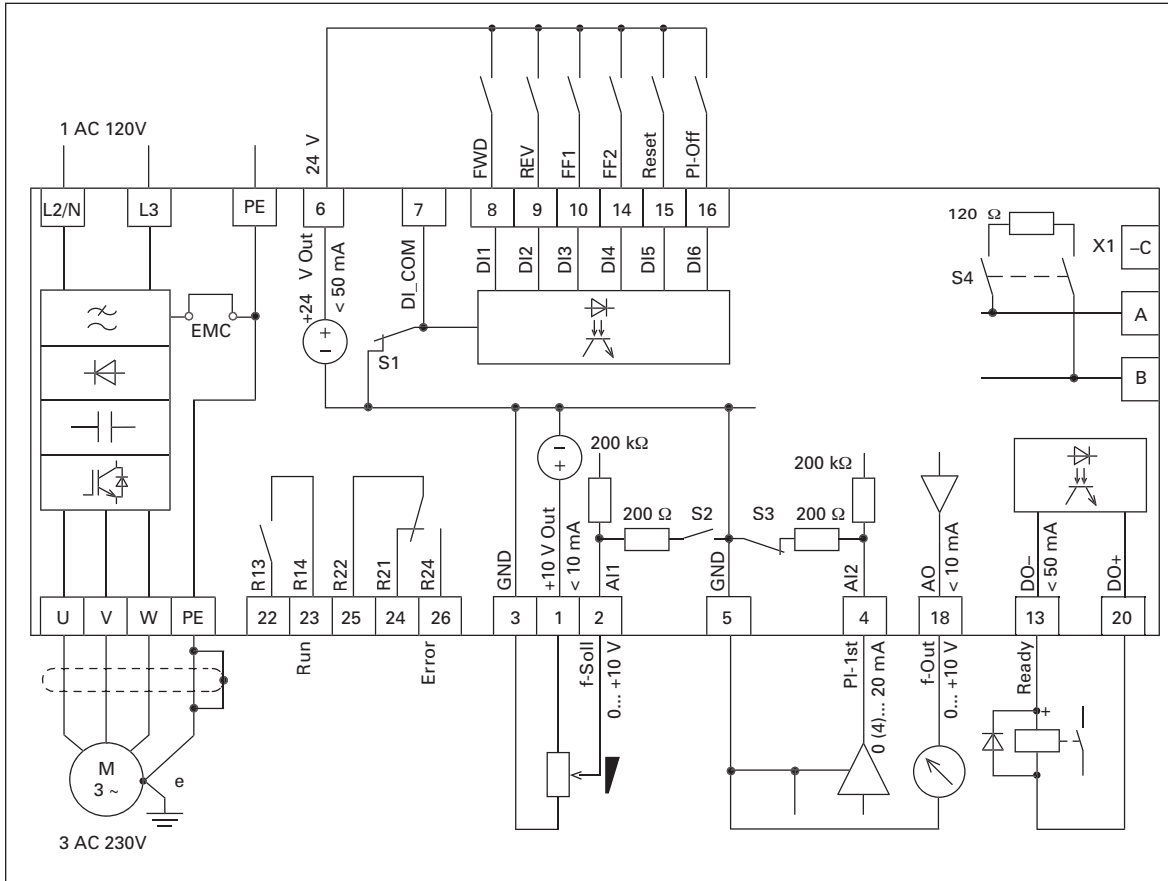 1 AC 120V
24 V
FWD
REV
FF1
FF2
Reset
PI-Off
L2/N
L3
PE
6
7
8
9
10
14
15
16
+24 V Out
< 50 mA
DI_COM
DI1
DI2
DI3
DI4
DI5
DI6
120 Ω
X1
–C
S4
A
B
EMC
S1
+
–
–
+
200 kΩ
200 kΩ
200 Ω
S2
S3
200 Ω
R13
R14
R22
R21
R24
GND
+10 V Out
< 10 mA
AI1
GND
AI2
AO
< 10 mA
DO–
< 50 mA
DO+
U
V
W
PE
22
23
25
24
26
3
1
2
5
4
18
13
20
Run
Error
f-Soll
0... +10 V
PI-1st
0 (4)... 20 mA
f-Out
0... +10 V
Ready
+
M
3 ~
e
3 AC 230V